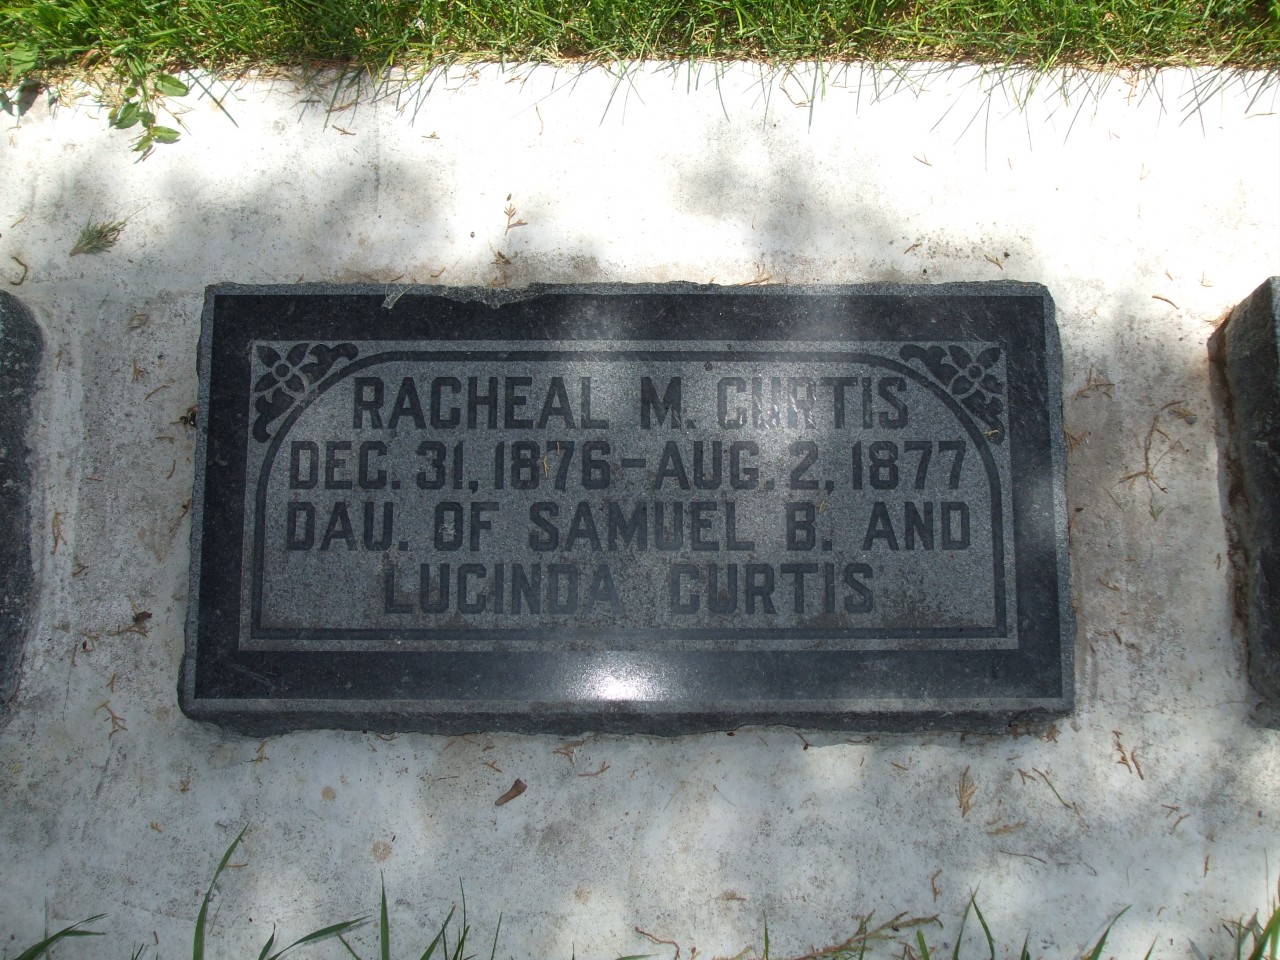 RACHEAL M. CURTIS
DEC. 31, 1876-AUG. 2, 1877
DAU. OF SAMUEL B. AND
LUCINDA CURTIS